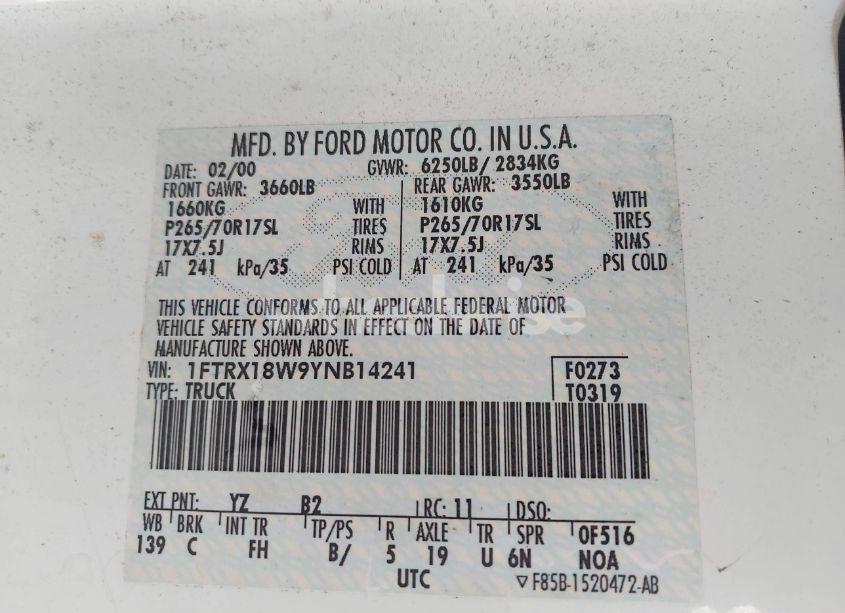 MFD. BY FORD MOTOR CO. IN U.S.A.
DATE: 02/00 GVWR: 6250LB/ 2834KG
FRONT GAWR: 3660LB REAR GAWR: 3550LB
1660KG WITH 1610KG WITH
P265/70R17SL TIRES P265/70R17SL TIRES
17X7.5J RIMS 17X7.5J RIMS
AT 241 kPa/35 PSI COLD AT 241 kPa/35 PSI COLD
THIS VEHICLE CONFORMS TO ALL APPLICABLE FEDERAL MOTOR
VEHICLE SAFETY STANDARDS IN EFFECT ON THE DATE OF
MANUFACTURE SHOWN ABOVE.
VIN: 1FTRX18W9YNB14241 F0273
TYPE: TRUCK T0319
EXT PNT: YZ B2 RC: 11 DSO:
WB BRK INT TR TP/PS R AXLE TR SPR 0F516
139 C FH B/ 5 19 U 6N NOA
UTC ▽ F85B-1520472-AB